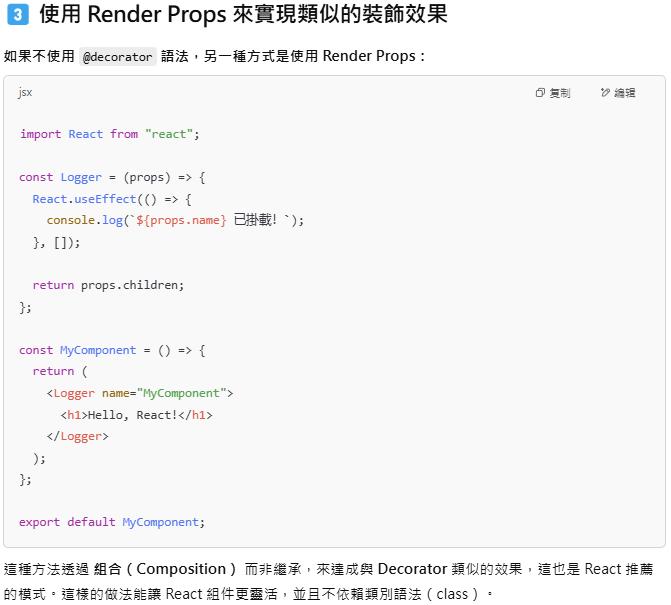 3 使用 Render Props 來實現類似的裝飾效果
如果不使用 @decorator 語法，另一種方式是使用 Render Props：
jsx 复制 编辑
import React from "react";
const Logger = (props) => {
  React.useEffect(() => {
    console.log(`${props.name} 已掛載! `);
  }, []);
  return props.children;
};
const MyComponent = () => {
  return (
    <Logger name="MyComponent">
      <h1>Hello, React!</h1>
    </Logger>
  );
};
export default MyComponent;
這種方法透過 組合（Composition） 而非繼承，來達成與 Decorator 類似的效果，這也是 React 推薦
的模式。這樣的做法能讓 React 組件更靈活，並且不依賴類別語法（class）。